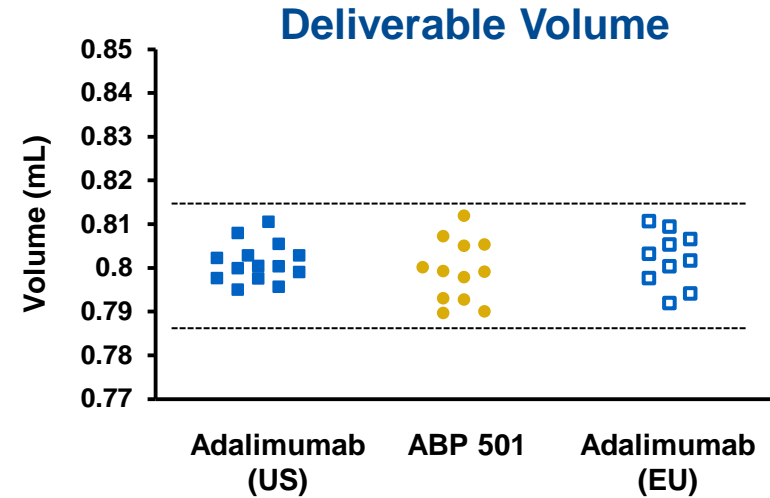 Deliverable Volume
Volume (mL)
0.85
0.84
0.83
0.82
0.81
0.8
0.79
0.78
0.77
Adalimumab
(US)
ABP 501
Adalimumab
(EU)